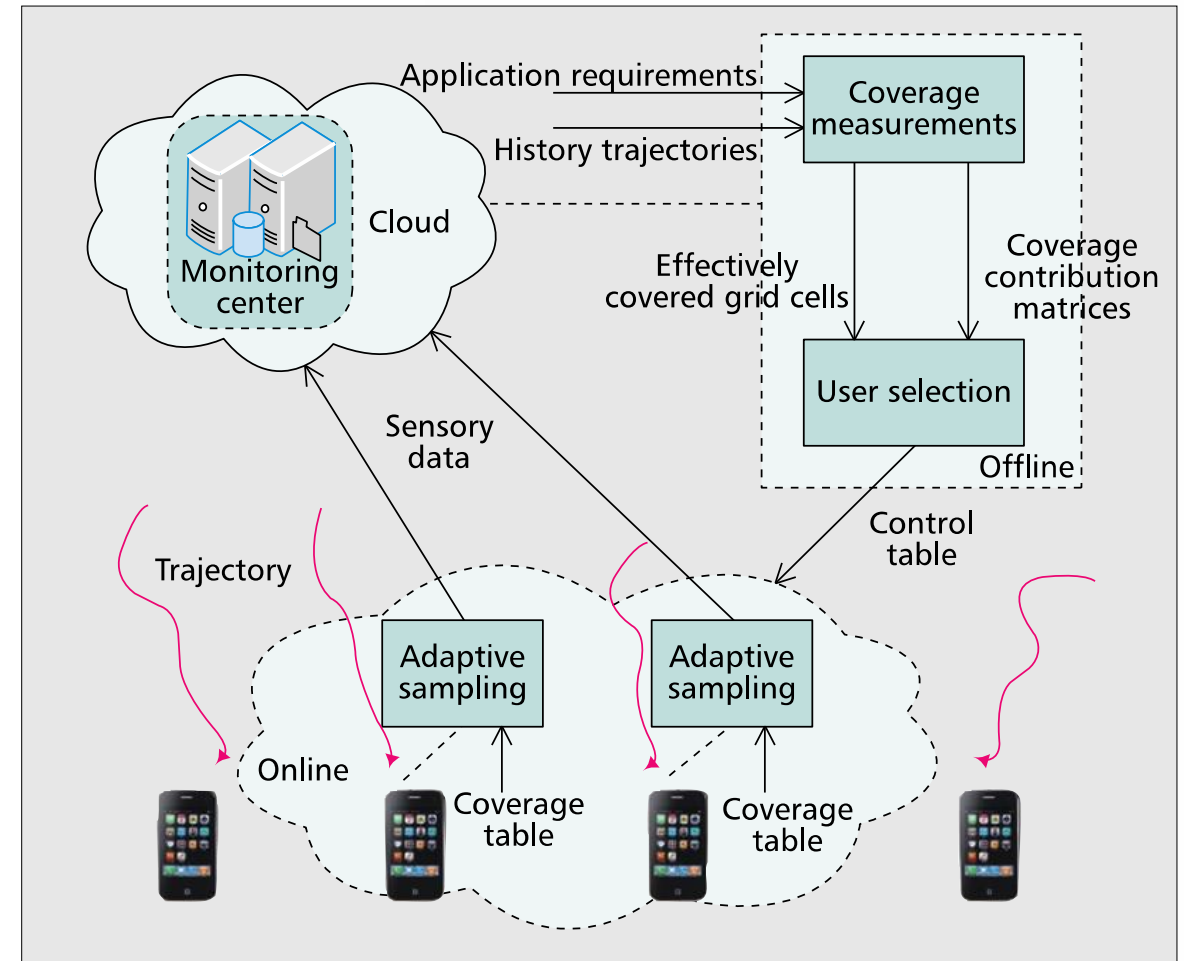 Application requirements
History trajectories
Coverage
measurements
Cloud
Monitoring
center
Effectively
covered grid cells
Coverage
contribution
matrices
User selection
Offline
Sensory
data
Control
table
Trajectory
Adaptive
sampling
Adaptive
sampling
Online
Coverage
table
Coverage
table